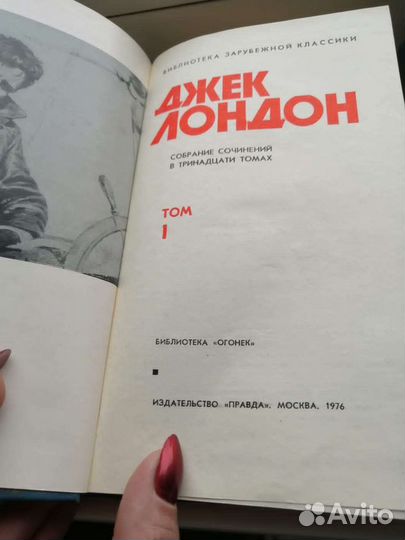 БИБЛИОТЕКА ЗАРУБЕЖНОЙ КЛАССИКИ
ДЖЕК
ЛОНДОН
СОБРАНИЕ СОЧИНЕНИЙ
В ТРИНАДЦАТИ ТОМАХ
ТОМ
1
БИБЛИОТЕКА «ОГОНЕК»
ИЗДАТЕЛЬСТВО «ПРАВДА». МОСКВА. 1976
Avito